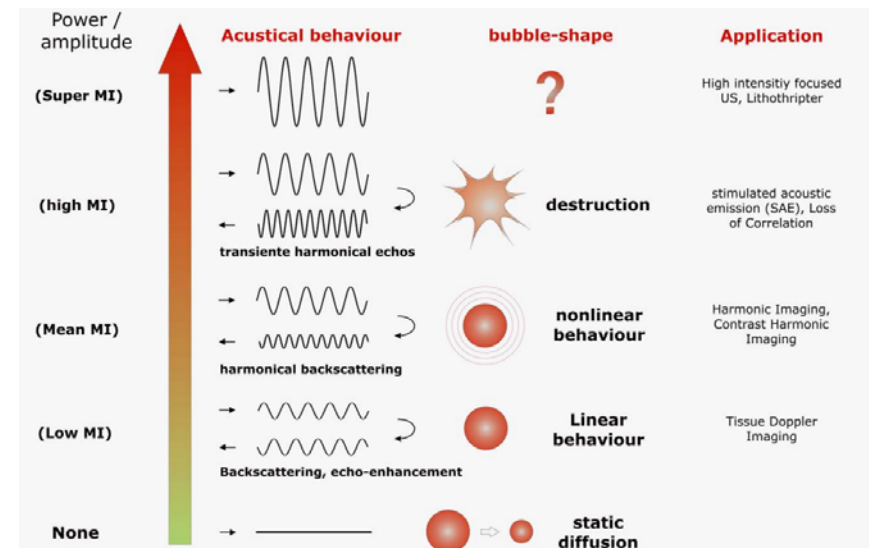 Power /
amplitude
Acustical behaviour
bubble-shape
Application
(Super MI)
?
High intensitiy focused
US, Lithothripter
(high MI)
transiente harmonical echos
destruction
stimulated acoustic
emission (SAE), Loss
of Correlation
(Mean MI)
harmonical backscattering
nonlinear
behaviour
Harmonic Imaging,
Contrast Harmonic
Imaging
(Low MI)
Backscattering, echo-enhancement
Linear
behaviour
Tissue Doppler
Imaging
None
static
diffusion